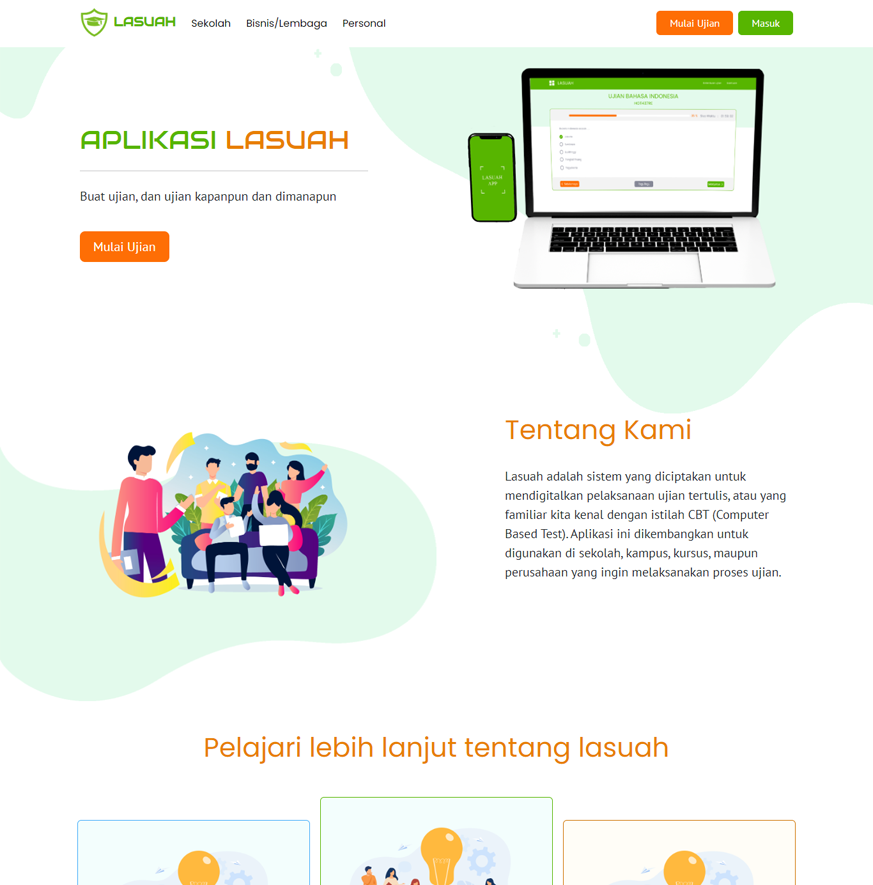 LASUAH
Sekolah
Bisnis/Lembaga
Personal
Mulai Ujian
Masuk
APLIKASI LASUAH
Buat ujian, dan ujian kapanpun dan dimanapun
Mulai Ujian
UJIAN BAHASA INDONESIA
LASUAH
APP
Tentang Kami
Lasuah adalah sistem yang diciptakan untuk
mendigitalkan pelaksanaan ujian tertulis, atau yang
familiar kita kenal dengan istilah CBT (Computer
Based Test). Aplikasi ini dikembangkan untuk
digunakan di sekolah, kampus, kursus, maupun
perusahaan yang ingin melaksanakan proses ujian.
Pelajari lebih lanjut tentang lasuah